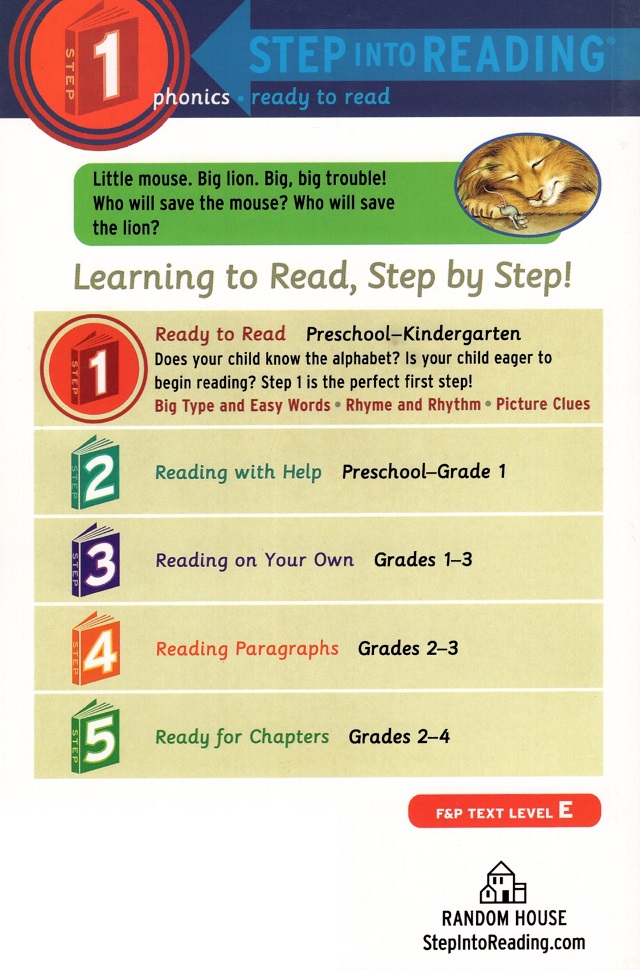 STEP 1
STEP INTO READING®
phonics • ready to read
Little mouse. Big lion. Big, big trouble!
Who will save the mouse? Who will save
the lion?
Learning to Read, Step by Step!
STEP 1
Ready to Read Preschool–Kindergarten
Does your child know the alphabet? Is your child eager to
begin reading? Step 1 is the perfect first step!
Big Type and Easy Words • Rhyme and Rhythm • Picture Clues
STEP 2
Reading with Help Preschool–Grade 1
STEP 3
Reading on Your Own Grades 1–3
STEP 4
Reading Paragraphs Grades 2–3
STEP 5
Ready for Chapters Grades 2–4
F&P TEXT LEVEL E
RANDOM HOUSE
StepIntoReading.com